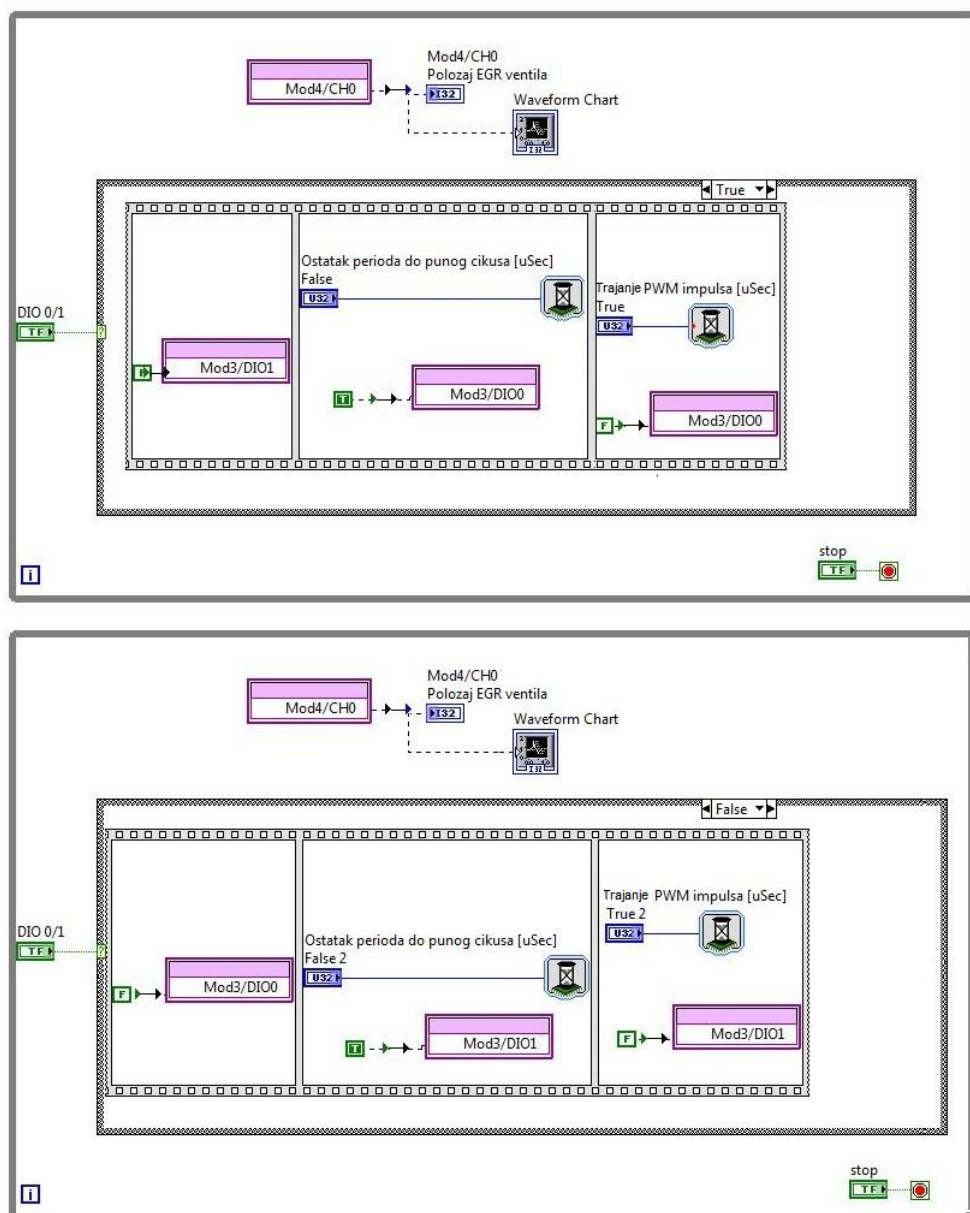 Mod4/CH0
Mod4/CH0
Polozaj EGR ventila
I32
Waveform Chart
I32
True
Ostatak perioda do punog cikusa [uSec]
False
U32
Trajanje PWM impulsa [uSec]
True
U32
DIO 0/1
TF
?
F
Mod3/DIO1
T
Mod3/DIO0
F
Mod3/DIO0
stop
TF
i
Mod4/CH0
Mod4/CH0
Polozaj EGR ventila
I32
Waveform Chart
I32
False
Trajanje PWM impulsa [uSec]
True 2
U32
DIO 0/1
TF
?
Ostatak perioda do punog cikusa [uSec]
False 2
U32
F
Mod3/DIO0
T
Mod3/DIO1
F
Mod3/DIO1
stop
TF
i